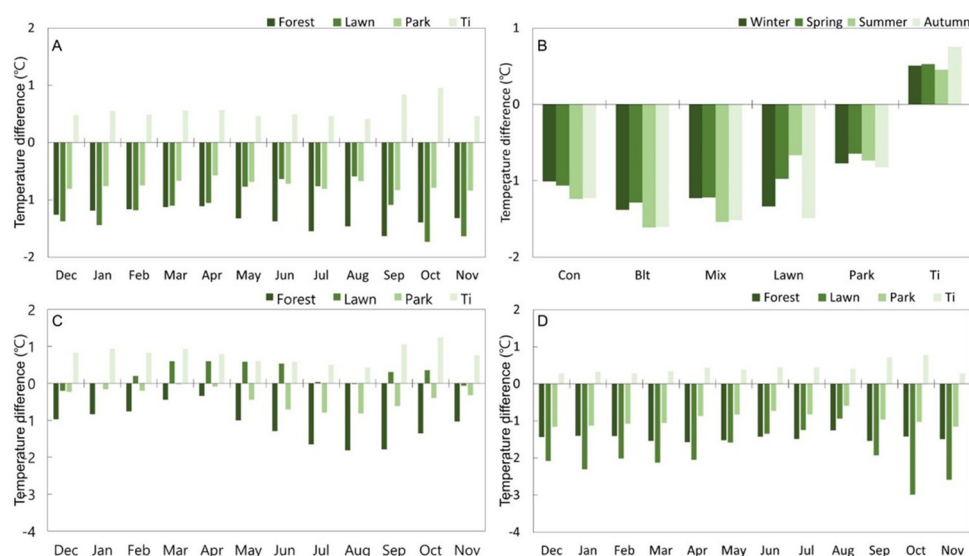 Forest Lawn Park Ti
A
2
1
0
1
-2
Temperature difference (℃)
Dec Jan Feb Mar Apr May Jun Jul Aug Sep Oct Nov
Winter Spring Summer Autumn
B
1
0
1
-2
Temperature difference (℃)
Con Blt Mix Lawn Park Ti
Forest Lawn Park Ti
C
2
1
0
1
-2
-3
-4
Temperature difference (℃)
Dec Jan Feb Mar Apr May Jun Jul Aug Sep Oct Nov
Forest Lawn Park Ti
D
2
1
0
1
-2
-3
-4
Temperature difference (℃)
Dec Jan Feb Mar Apr May Jun Jul Aug Sep Oct Nov